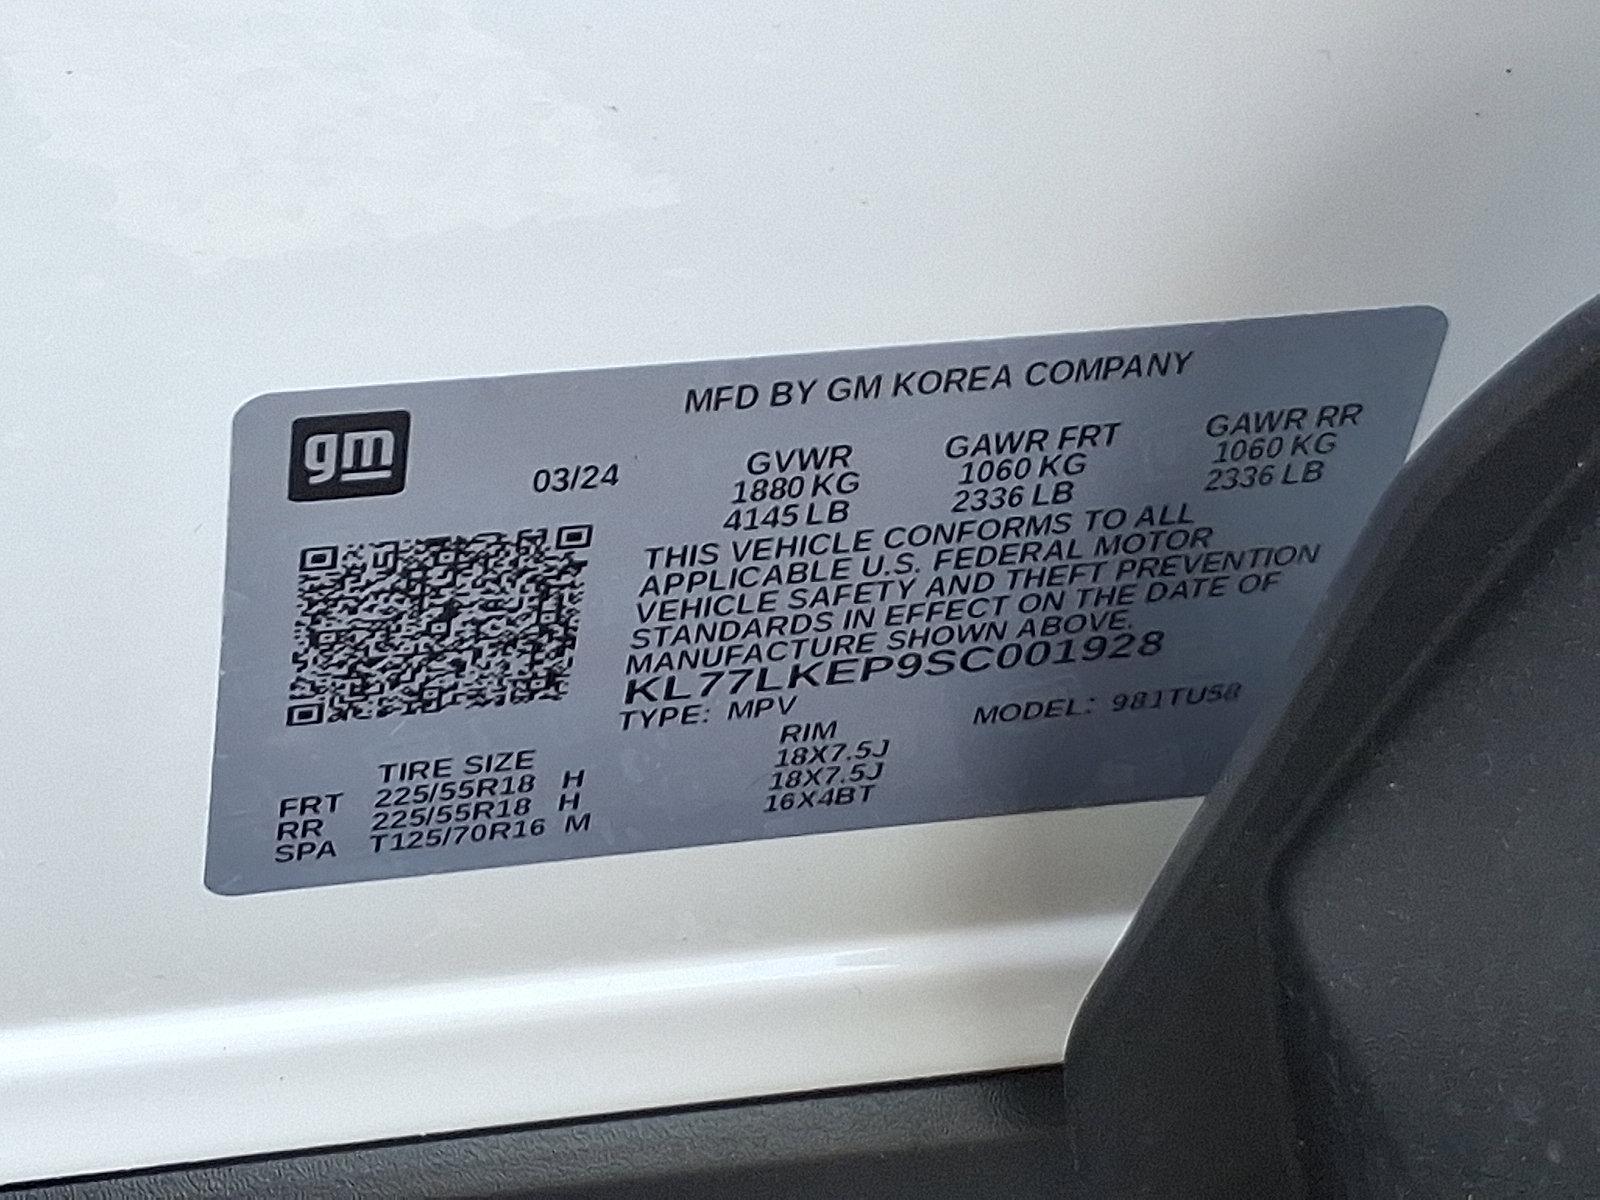 MFD BY GM KOREA COMPANY
gm
03/24
GVWR GAWR FRT GAWR RR
1880 KG 1060 KG 1060 KG
4145 LB 2336 LB 2336 LB
THIS VEHICLE CONFORMS TO ALL
APPLICABLE U.S. FEDERAL MOTOR
VEHICLE SAFETY AND THEFT PREVENTION
STANDARDS IN EFFECT ON THE DATE OF
MANUFACTURE SHOWN ABOVE.
KL77LKEP9SC001928
TYPE: MPV MODEL: 981TU58
TIRE SIZE RIM
FRT 225/55R18 H 18X7.5J
RR 225/55R18 H 18X7.5J
SPA T125/70R16 M 16X4BT